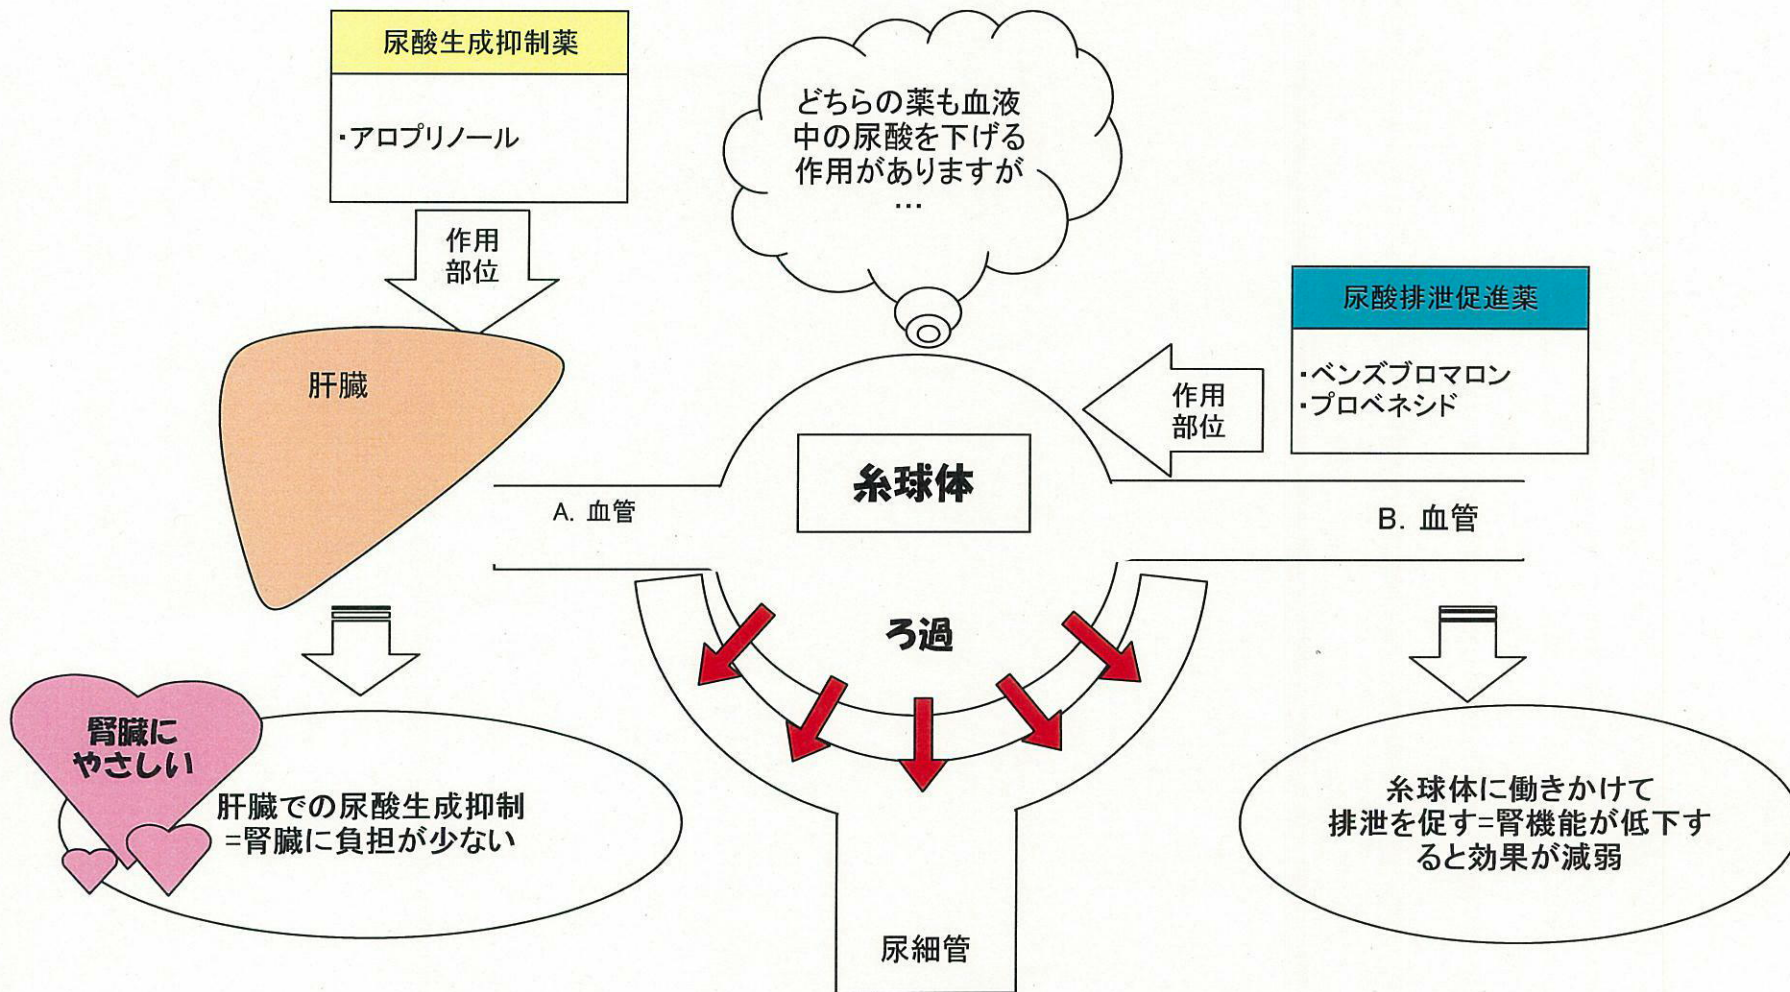 尿酸生成抑制薬
・アロプリノール
作用
部位
肝臓
どちらの薬も血液
中の尿酸を下げる
作用がありますが
…
尿酸排泄促進薬
・ベンズブロマロン
・プロベネシド
作用
部位
糸球体
A. 血管
B. 血管
ろ過
腎臓に
やさしい
肝臓での尿酸生成抑制
=腎臓に負担が少ない
糸球体に働きかけて
排泄を促す=腎機能が低下す
ると効果が減弱
尿細管